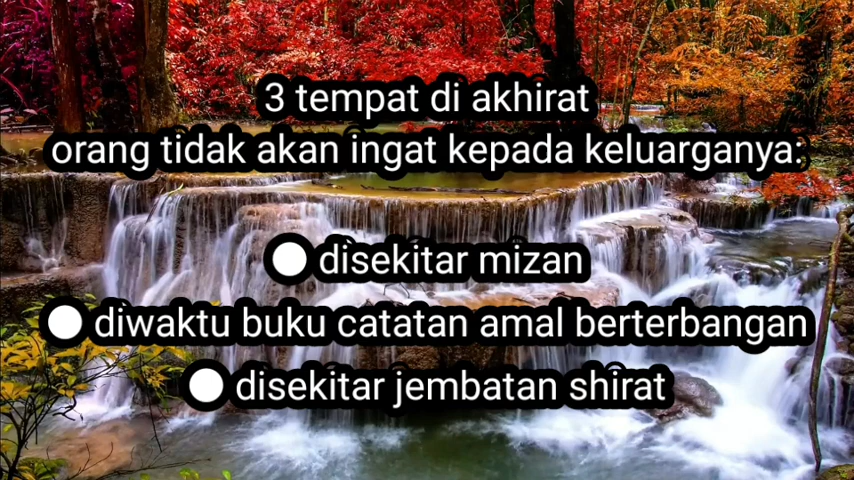 3 tempat di akhirat
orang tidak akan ingat kepada keluarganya:
● disekitar mizan
● diwaktu buku catatan amal berterbangan
● disekitar jembatan shirat